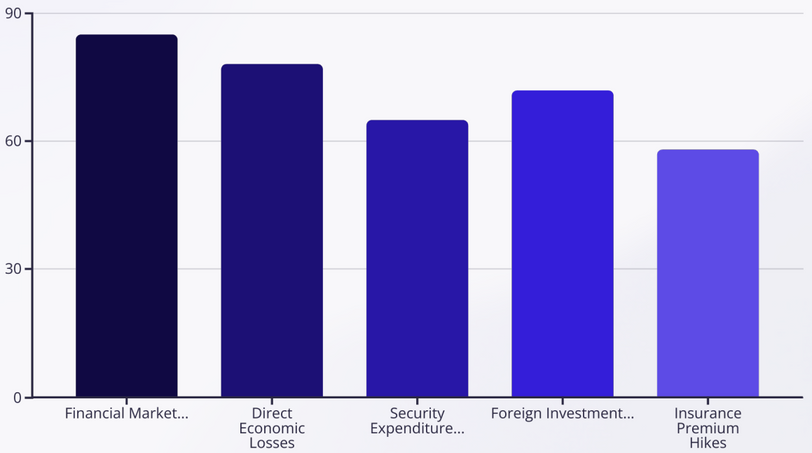 90
60
30
0
Financial Market...
Direct
Economic
Losses
Security
Expenditure...
Foreign Investment...
Insurance
Premium
Hikes